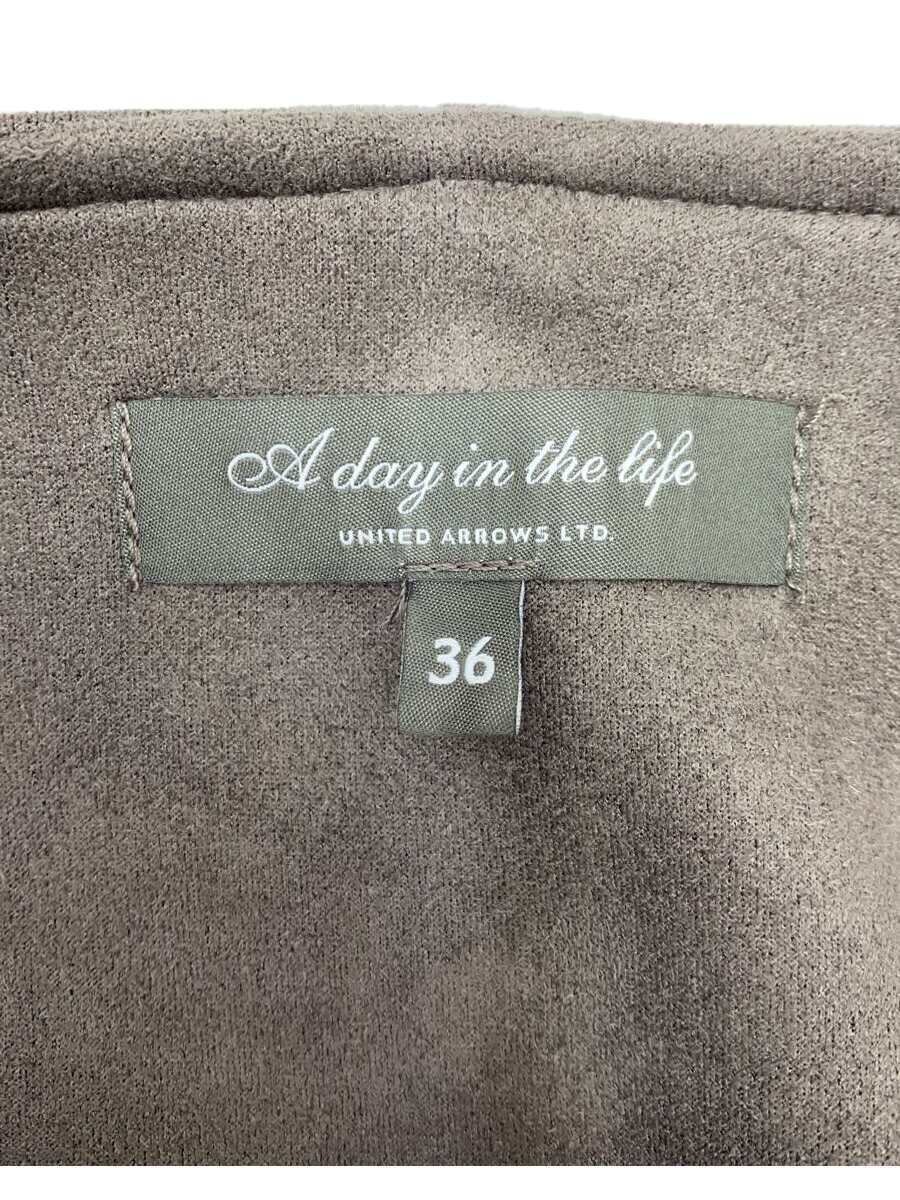 A day in the life
UNITED ARROWS LTD.
36